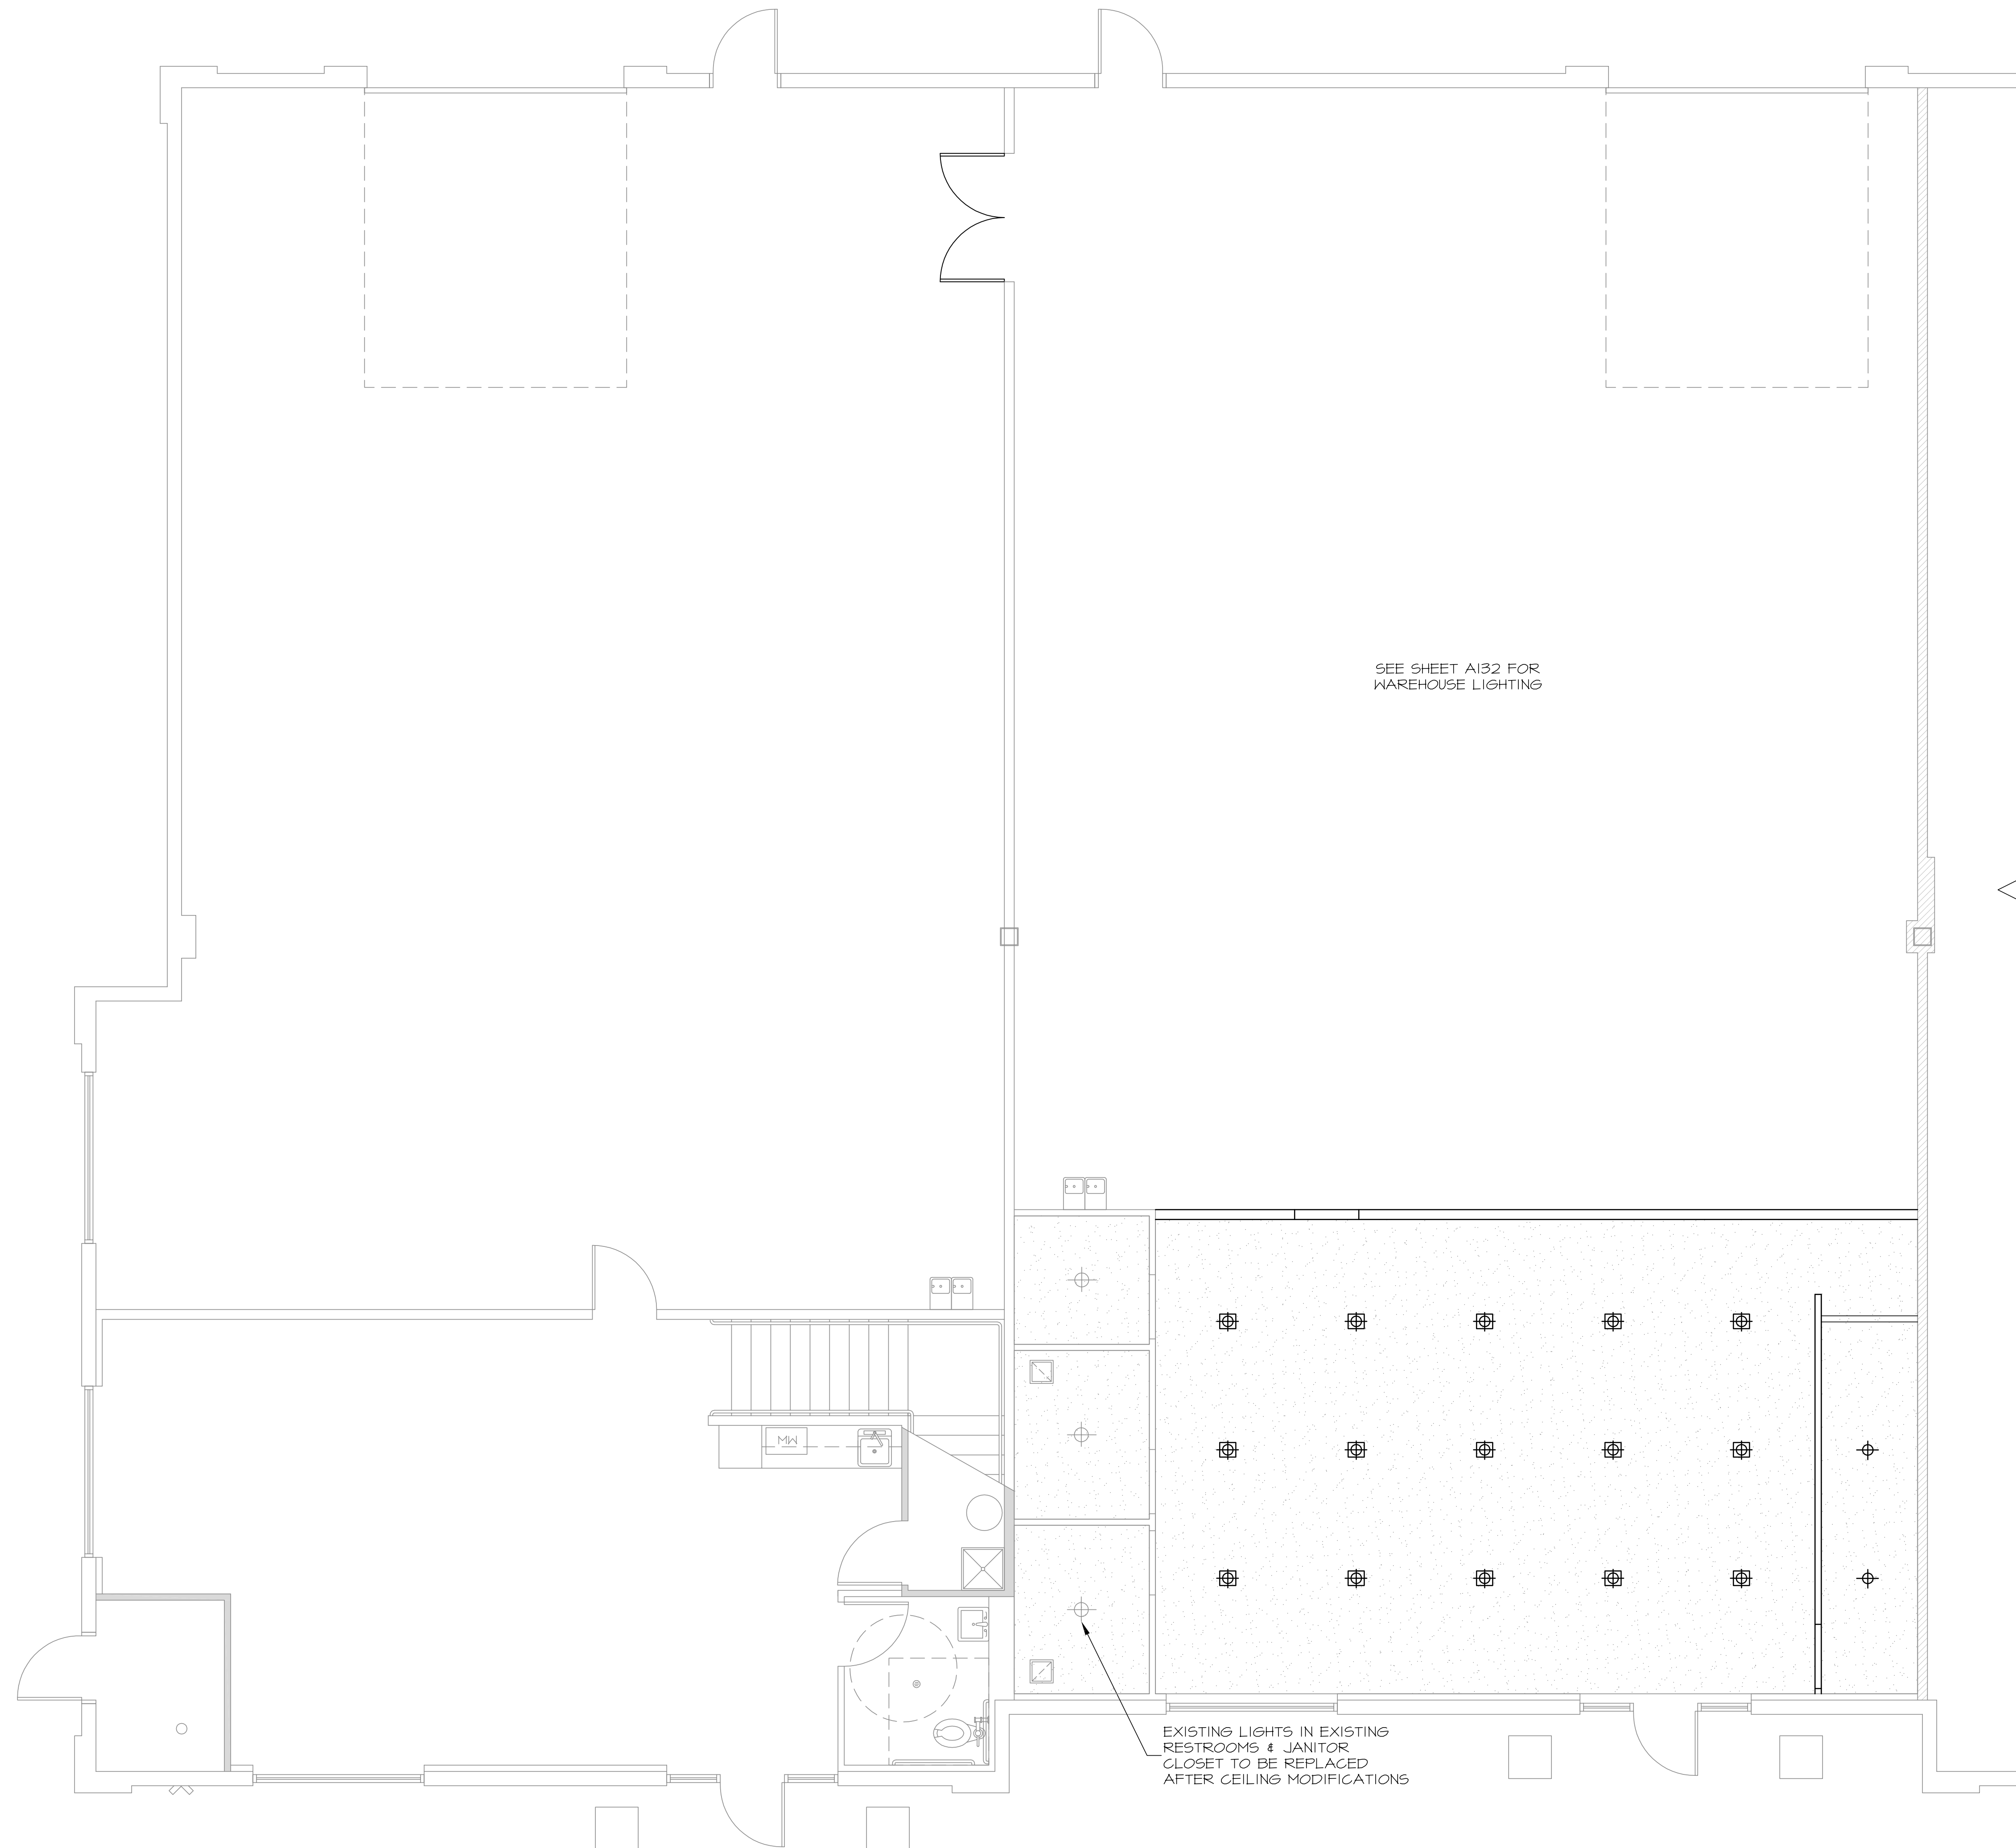 SEE SHEET A132 FOR
WAREHOUSE LIGHTING
MW
EXISTING LIGHTS IN EXISTING
RESTROOMS & JANITOR
CLOSET TO BE REPLACED
AFTER CEILING MODIFICATIONS